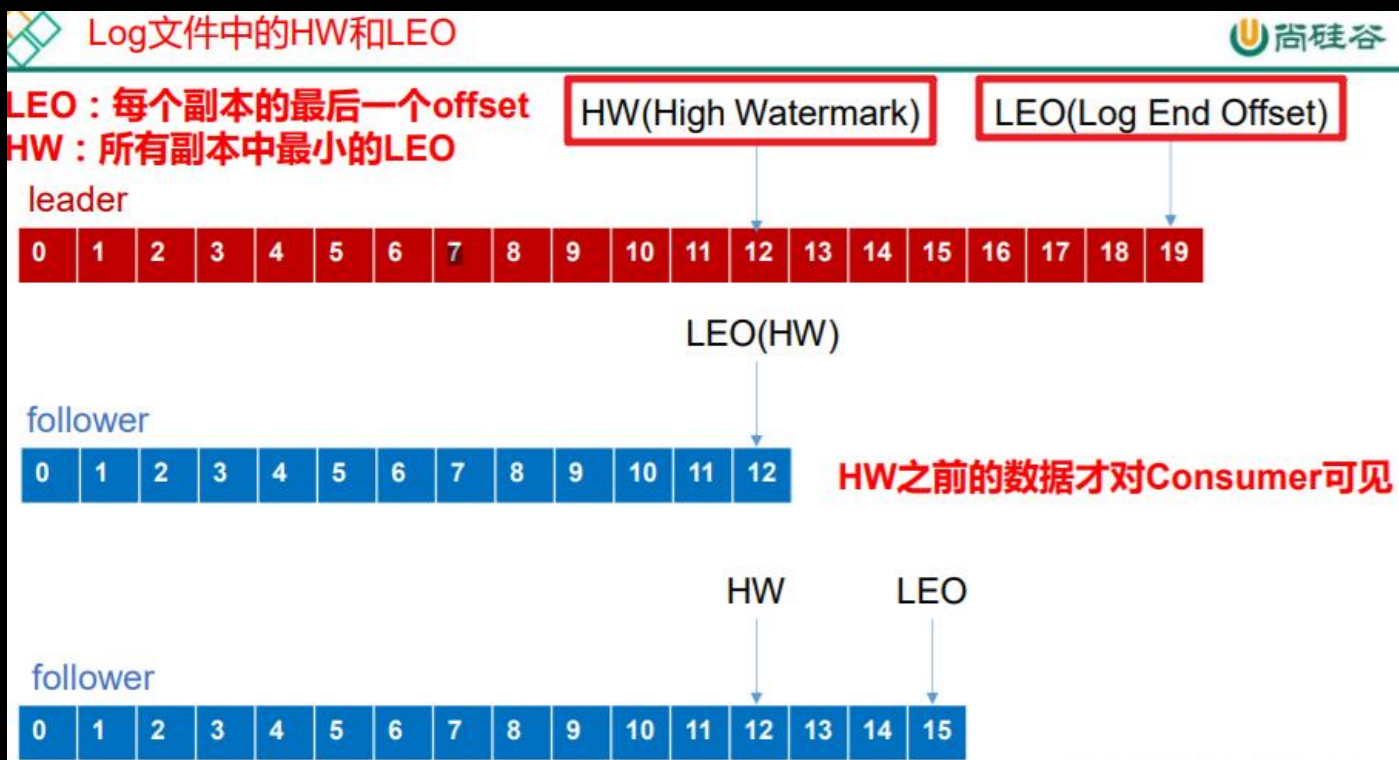 Log文件中的HW和LEO
尚硅谷
LEO：每个副本的最后一个offset
HW：所有副本中最小的LEO
HW(High Watermark)
LEO(Log End Offset)
leader
0 1 2 3 4 5 6 7 8 9 10 11 12 13 14 15 16 17 18 19
LEO(HW)
follower
0 1 2 3 4 5 6 7 8 9 10 11 12
HW之前的数据才对Consumer可见
HW LEO
follower
0 1 2 3 4 5 6 7 8 9 10 11 12 13 14 15